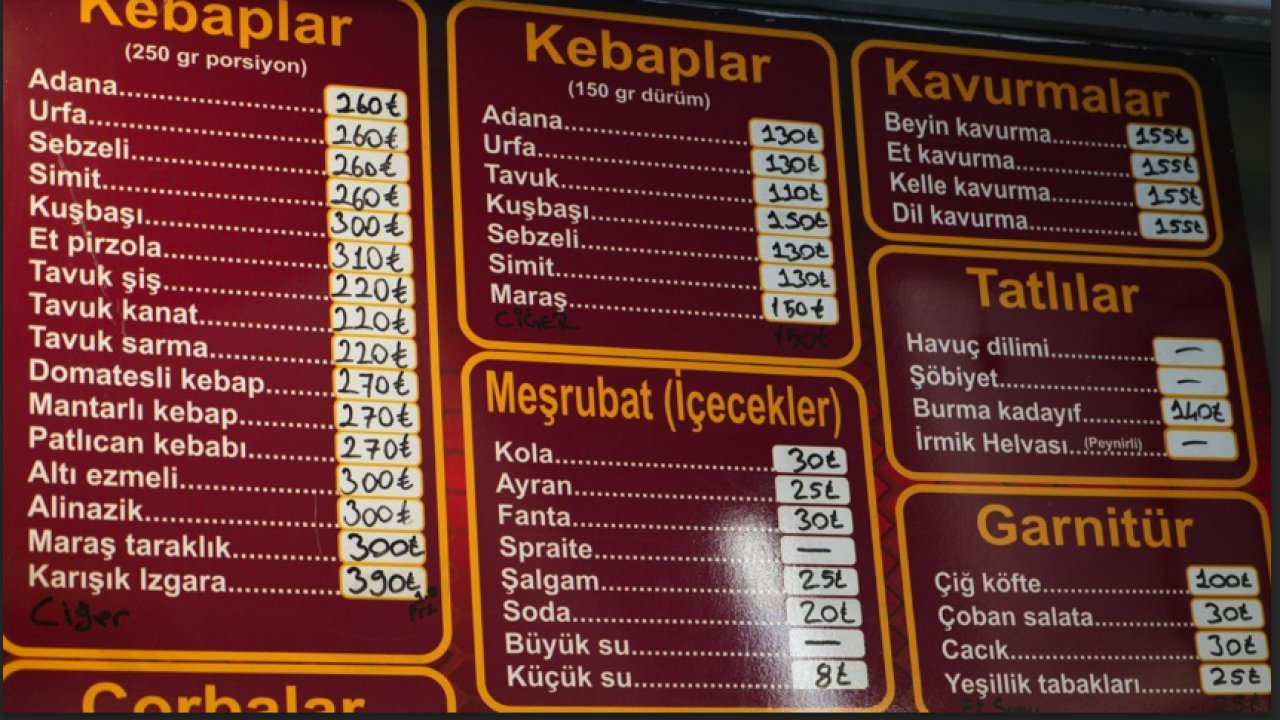 Kebaplar
(250 gr porsiyon)
Adana 260₺
Urfa 260₺
Sebzeli 260₺
Simit 260₺
Kuşbaşı 300₺
Et pirzola 310₺
Tavuk şiş 220₺
Tavuk kanat 220₺
Tavuk sarma 220₺
Domatesli kebap 270₺
Mantarlı kebap 270₺
Patlıcan kebabı 270₺
Altı ezmeli 300₺
Alinazik 300₺
Maraş taraklık 300₺
Karışık Izgara 390₺
Ciğer
Çorbalar
Kebaplar
(150 gr dürüm)
Adana 130₺
Urfa 130₺
Tavuk 110₺
Kuşbaşı 150₺
Sebzeli 130₺
Simit 130₺
Maraş 150₺
CİĞER 150₺
Meşrubat (İçecekler)
Kola 30₺
Ayran 25₺
Fanta 30₺
Spraite —
Şalgam 25₺
Soda 20₺
Büyük su —
Küçük su 8₺
Kavurmalar
Beyin kavurma 155₺
Et kavurma 155₺
Kelle kavurma 155₺
Dil kavurma 155₺
Tatlılar
Havuç dilimi —
Şöbiyet —
Burma kadayıf 140₺
İrmik Helvası (Peynirli) —
Garnitür
Çiğ köfte 100₺
Çoban salata 30₺
Cacık 30₺
Yeşillik tabakları 25₺